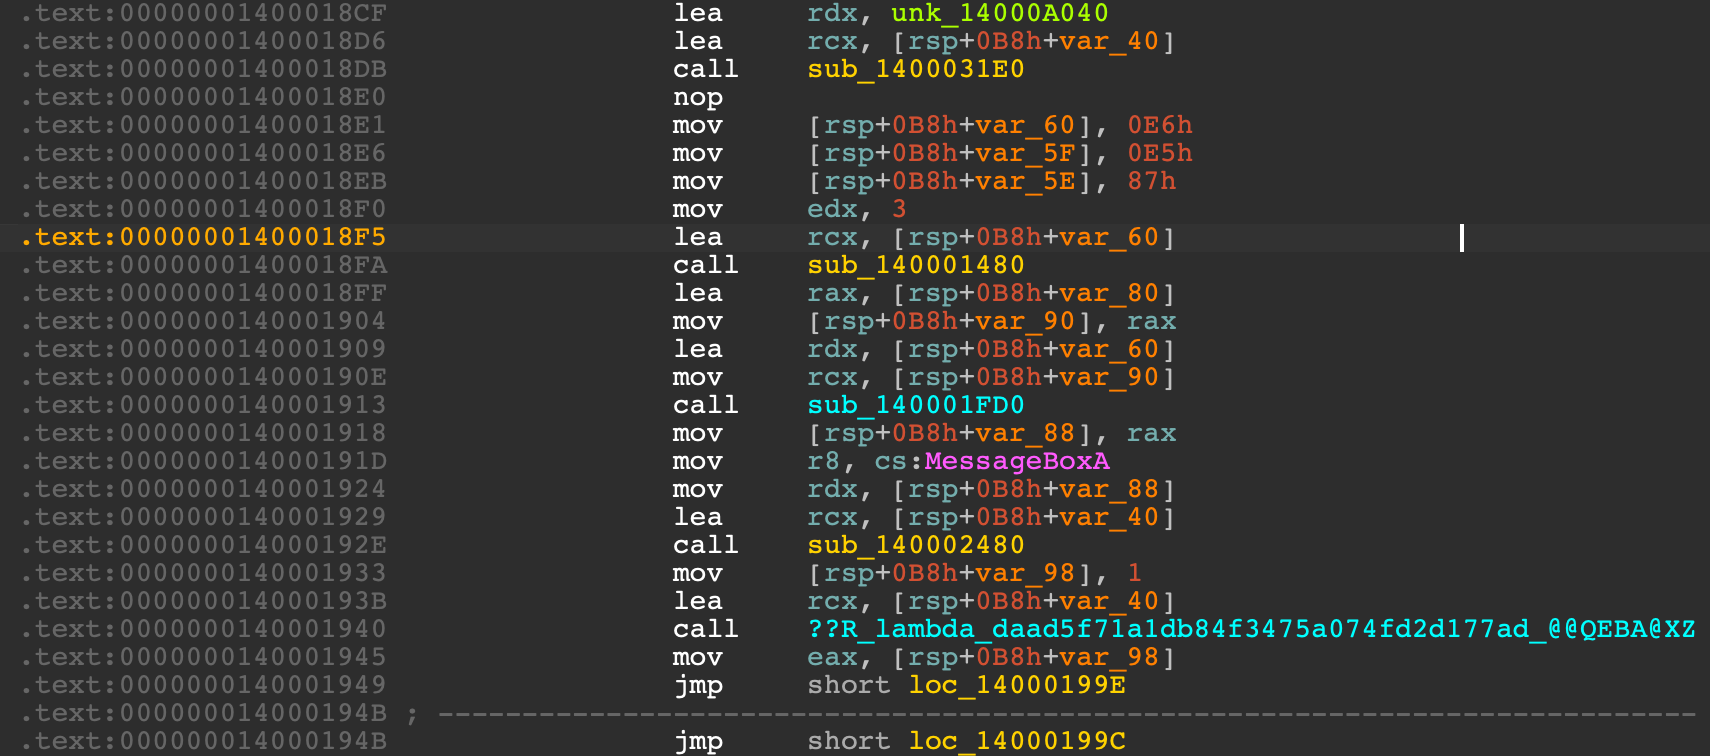 .text:00000001400018CF lea rdx, unk_14000A040
.text:00000001400018D6 lea rcx, [rsp+0B8h+var_40]
.text:00000001400018DB call sub_1400031E0
.text:00000001400018E0 nop
.text:00000001400018E1 mov [rsp+0B8h+var_60], 0E6h
.text:00000001400018E6 mov [rsp+0B8h+var_5F], 0E5h
.text:00000001400018EB mov [rsp+0B8h+var_5E], 87h
.text:00000001400018F0 mov edx, 3
.text:00000001400018F5 lea rcx, [rsp+0B8h+var_60]
.text:00000001400018FA call sub_140001480
.text:00000001400018FF lea rax, [rsp+0B8h+var_80]
.text:0000000140001904 mov [rsp+0B8h+var_90], rax
.text:0000000140001909 lea rdx, [rsp+0B8h+var_60]
.text:000000014000190E mov rcx, [rsp+0B8h+var_90]
.text:0000000140001913 call sub_140001FD0
.text:0000000140001918 mov [rsp+0B8h+var_88], rax
.text:000000014000191D mov r8, cs:MessageBoxA
.text:0000000140001924 mov rdx, [rsp+0B8h+var_88]
.text:0000000140001929 lea rcx, [rsp+0B8h+var_40]
.text:000000014000192E call sub_140002480
.text:0000000140001933 mov [rsp+0B8h+var_98], 1
.text:000000014000193B lea rcx, [rsp+0B8h+var_40]
.text:0000000140001940 call ??R_lambda_daad5f71a1db84f3475a074fd2d177ad_@@QEBA@XZ
.text:0000000140001945 mov eax, [rsp+0B8h+var_98]
.text:0000000140001949 jmp short loc_14000199E
.text:000000014000194B ; ---------------------------------------------------------------------------
.text:000000014000194B jmp short loc_14000199C